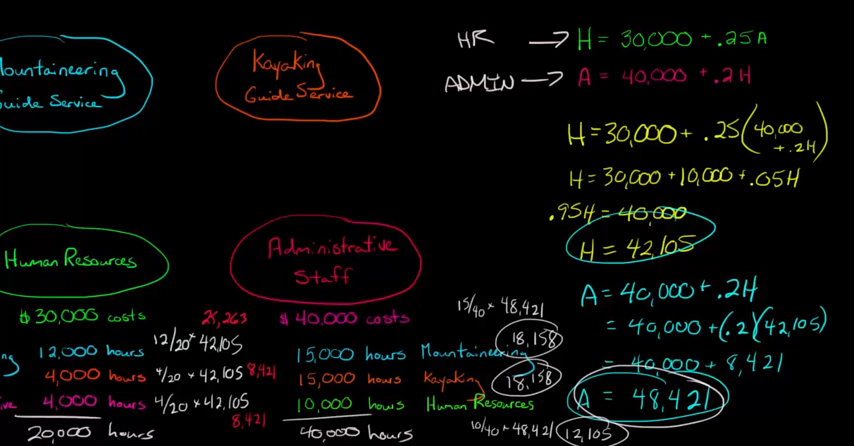 Mountaineering
Guide Service
Kayaking
Guide Service
HR → H = 30,000 + .25A
ADMIN → A = 40,000 + .2H
H = 30,000 + .25(40,000 + .2H)
H = 30,000 + 10,000 + .05H
.95H = 40,000
H = 42,105
A = 40,000 + .2H
= 40,000 + (.2)(42,105)
= 40,000 + 8,421
A = 48,421
Human Resources
$30,000 costs
12,000 hours 12/20 * 42,105
4,000 hours 4/20 * 42,105 8,421
4,000 hours 4/20 * 42,105
8,421
20,000 hours
ng
ive
Administrative
Staff
$40,000 costs
15/40 * 48,421
18,158
15,000 hours Mountaineering
15,000 hours Kayaking 18,158
10,000 hours Human Resources
40,000 hours
10/40 * 48,421 12,105